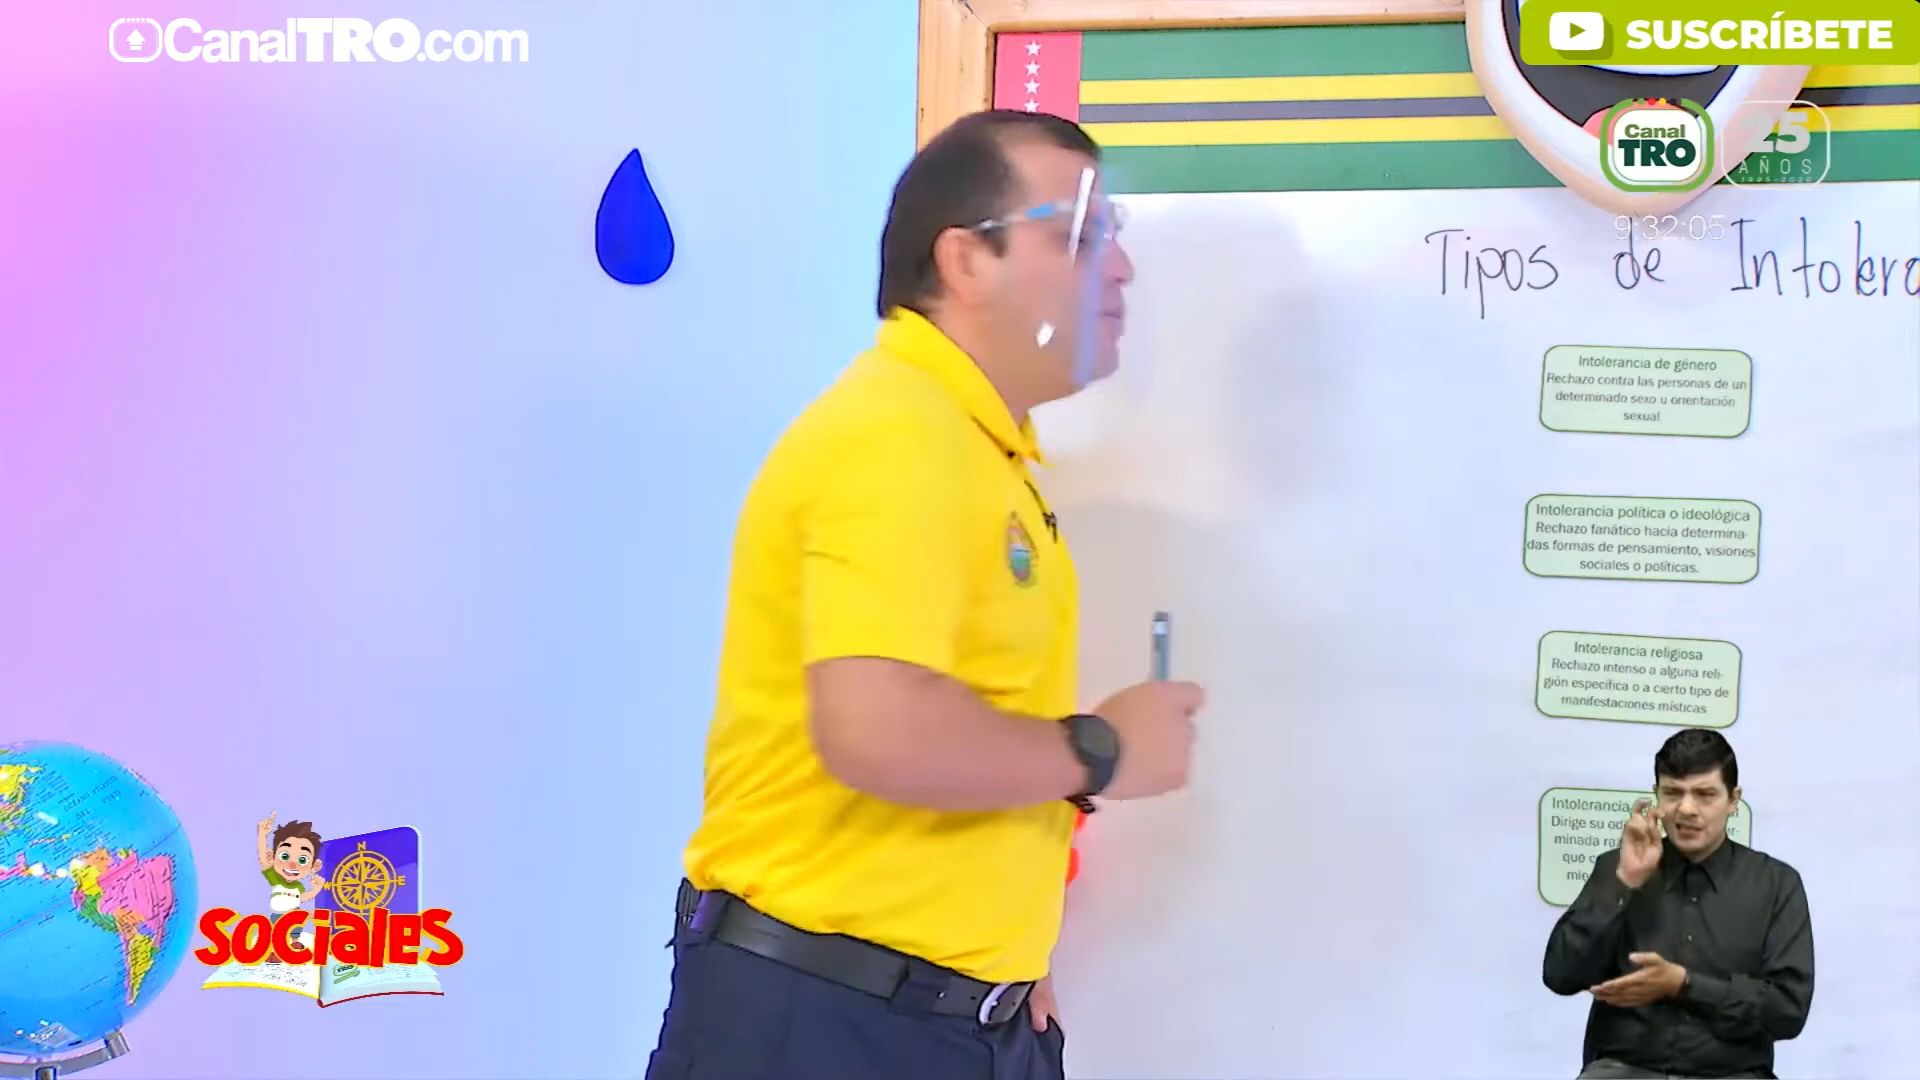 CanalTRO.com
SUSCRÍBETE
Canal
TRO
25
AÑOS
1995-2020
9:32:05
Tipos de Intolera
Intolerancia de género
Rechazo contra las personas de un
determinado sexo u orientación
sexual
Intolerancia política o ideológica
Rechazo fanático hacia determina-
das formas de pensamiento, visiones
sociales o políticas.
Intolerancia religiosa
Rechazo intenso a alguna reli-
gión específica o a cierto tipo de
manifestaciones místicas
Intolerancia
Dirige su
minada
SOCIALES
N
E
W